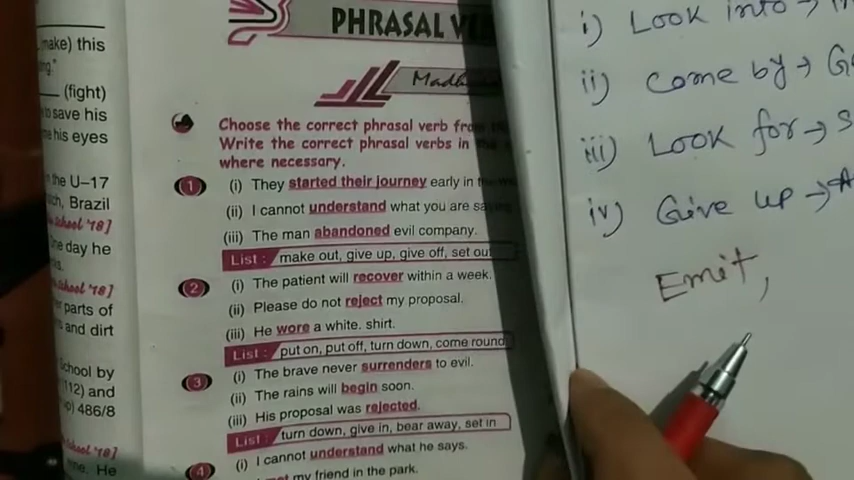 make) this
ng."
(fight)
to save his
ne his eyes
n the U-17
tch, Brazil
School '18]
One day he
School '18]
r parts of
s and dirt
School by
(112) and
up) 486/8
School '18]
He
PHRASAL
Choose the correct phrasal verb
Write the correct phrasal verbs in
where necessary.
1 (i) They started their journey early in
(ii) I cannot understand what you are
(iii) The man abandoned evil company.
List : make out, give up, give off, set out
2 (i) The patient will recover within a week.
(ii) Please do not reject my proposal.
(iii) He wore a white. shirt.
List : put on, put off, turn down, come round
3 (i) The brave never surrenders to evil.
(ii) The rains will begin soon.
(iii) His proposal was rejected.
List : turn down, give in, bear away, set in
4 (i) I cannot understand what he says.
my friend in the park.
i) Look into →
ii) Come by →
iii) Look for →
iv) Give up →
Emit,